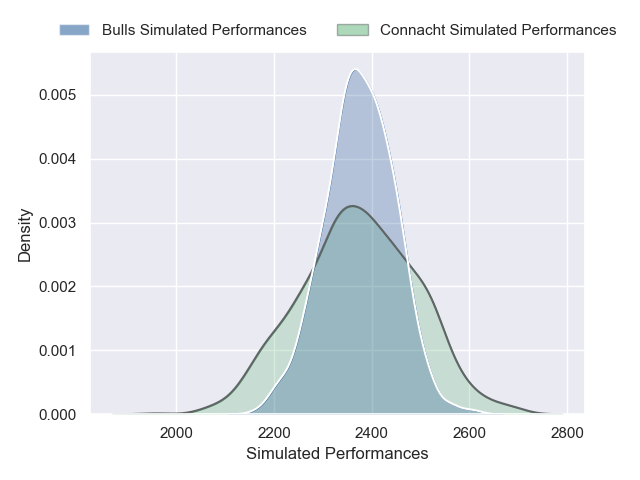 Bulls Simulated Performances Connacht Simulated Performances
0.005
0.004
0.003
0.002
0.001
0.000
Density
2000 2200 2400 2600 2800
Simulated Performances